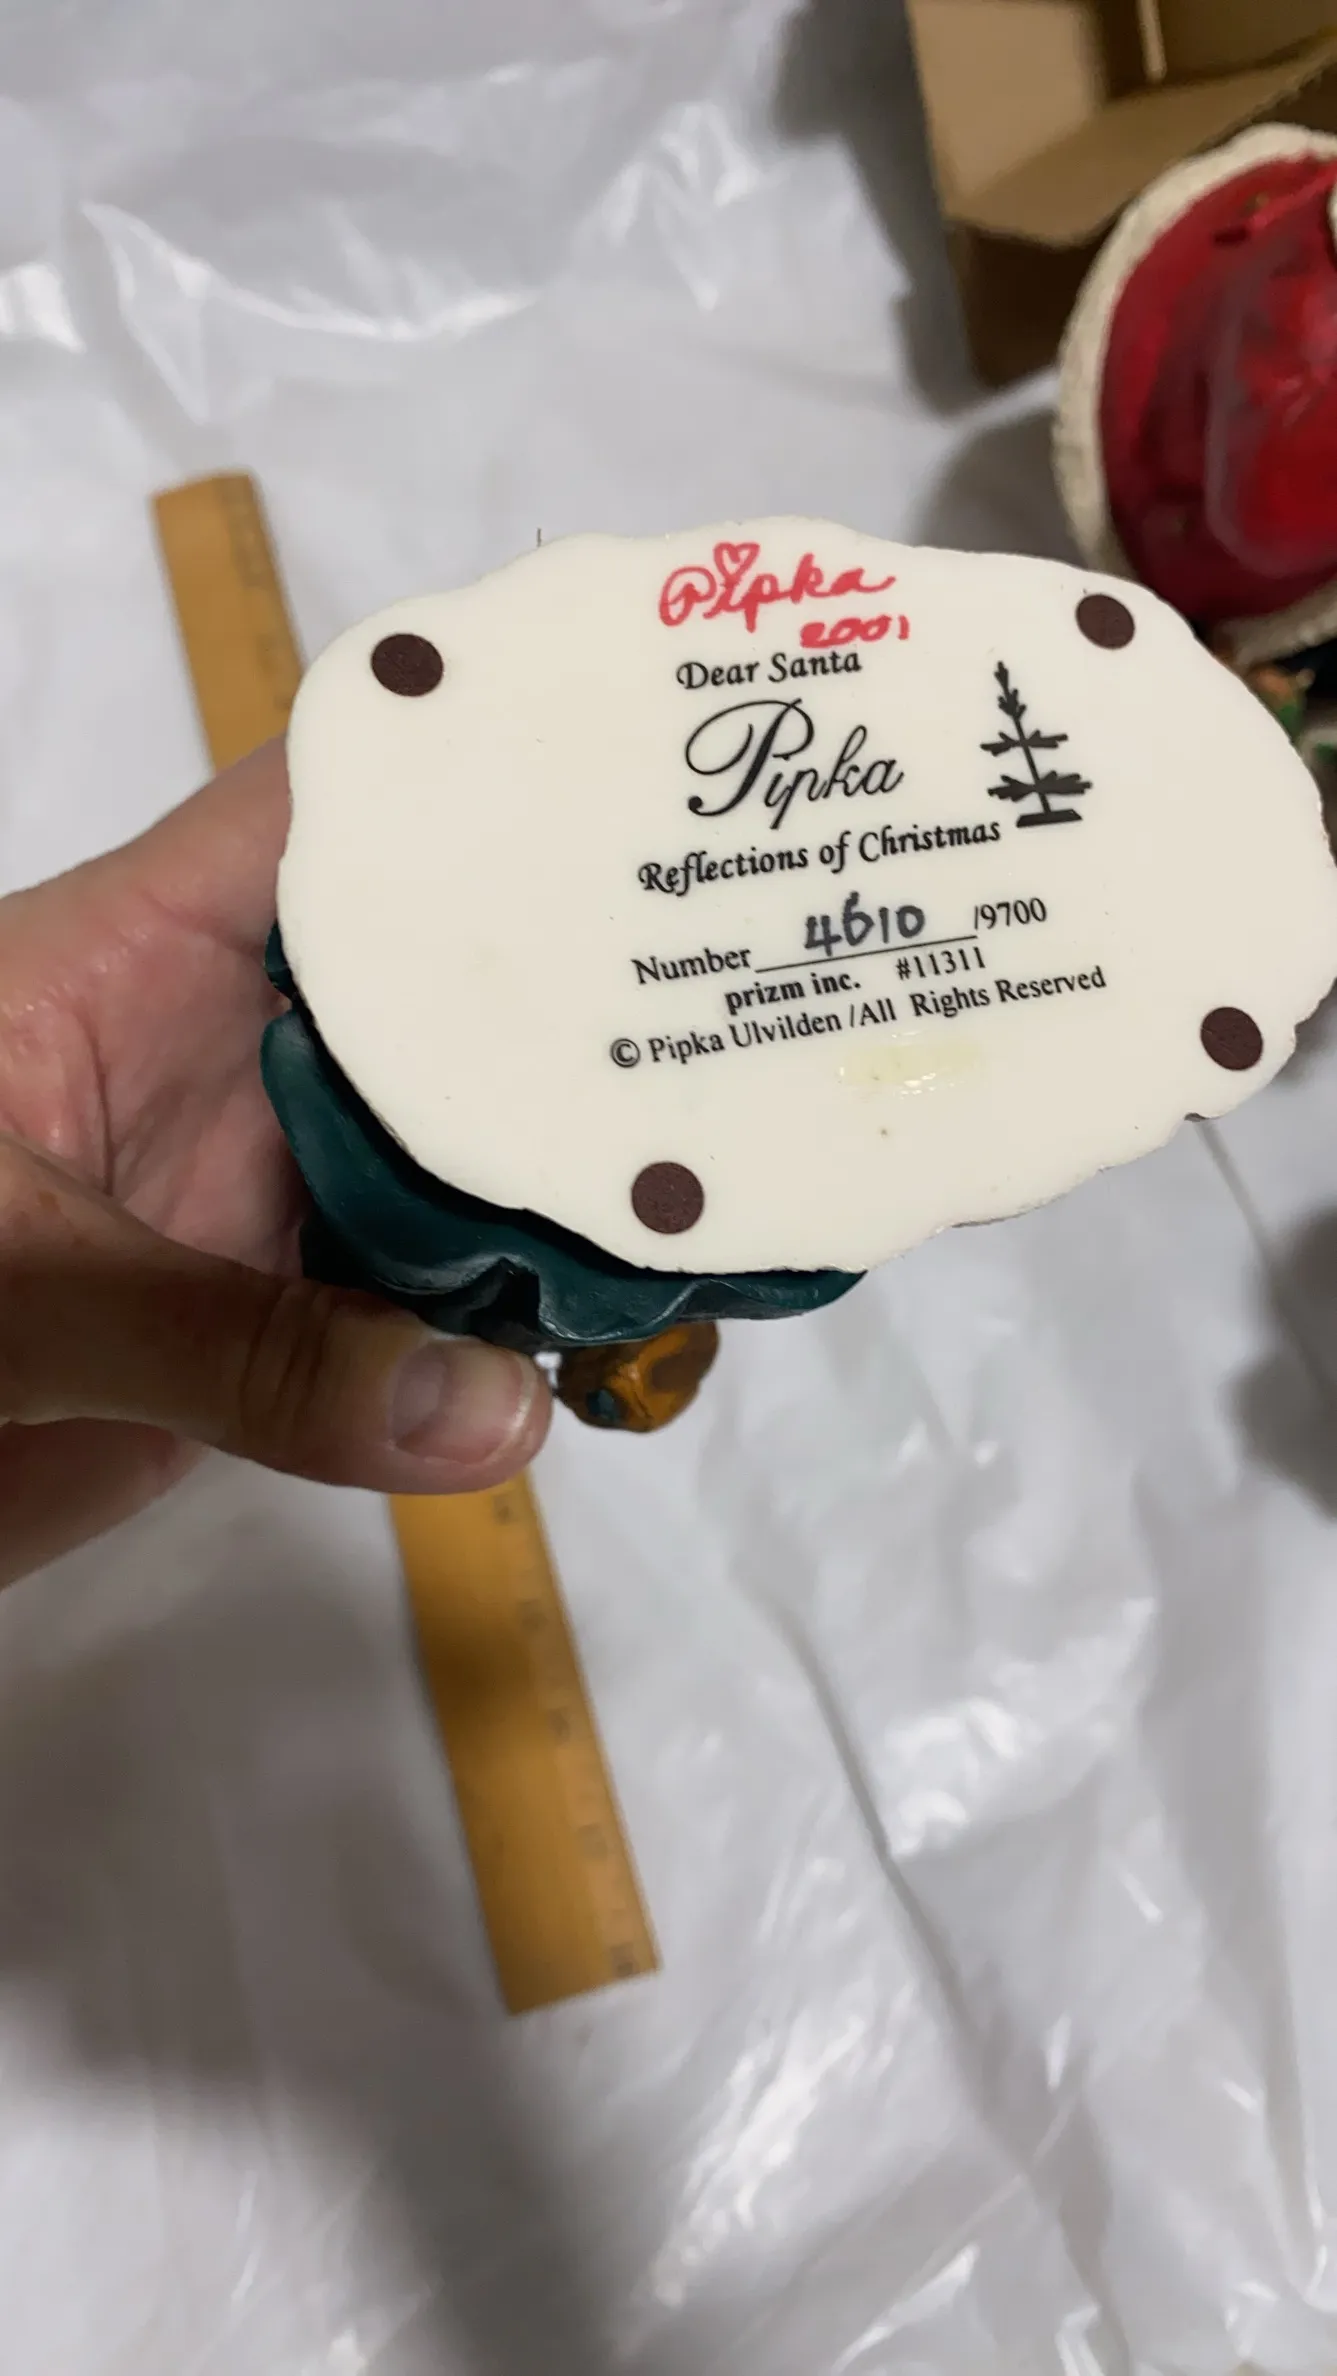 Pipka
2001
Dear Santa
Pipka
Reflections of Christmas
Number 4610 /9700
prizm inc. #11311
© Pipka Ulvilden /All Rights Reserved